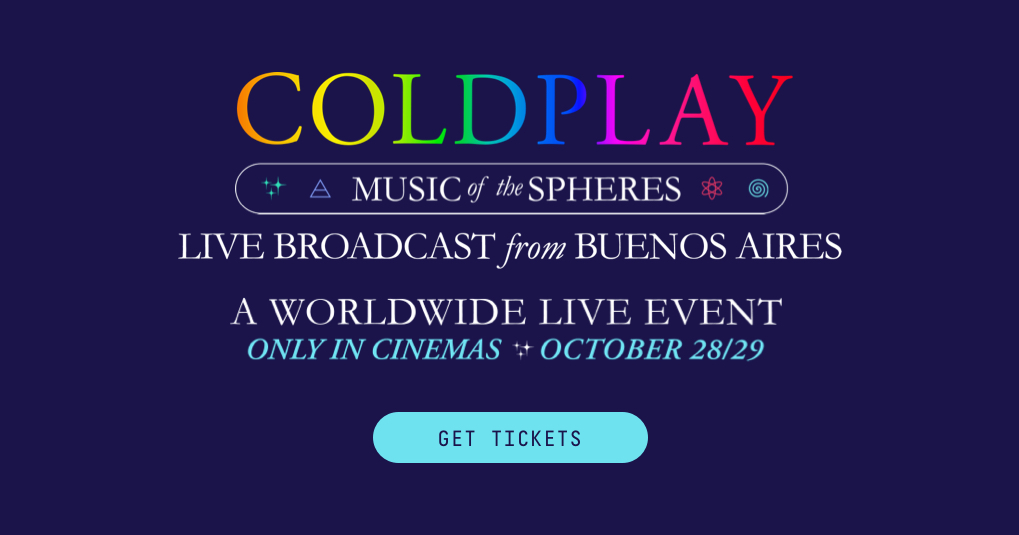 COLDPLAY
MUSIC of the SPHERES
LIVE BROADCAST from BUENOS AIRES
A WORLDWIDE LIVE EVENT
ONLY IN CINEMAS OCTOBER 28/29
GET TICKETS